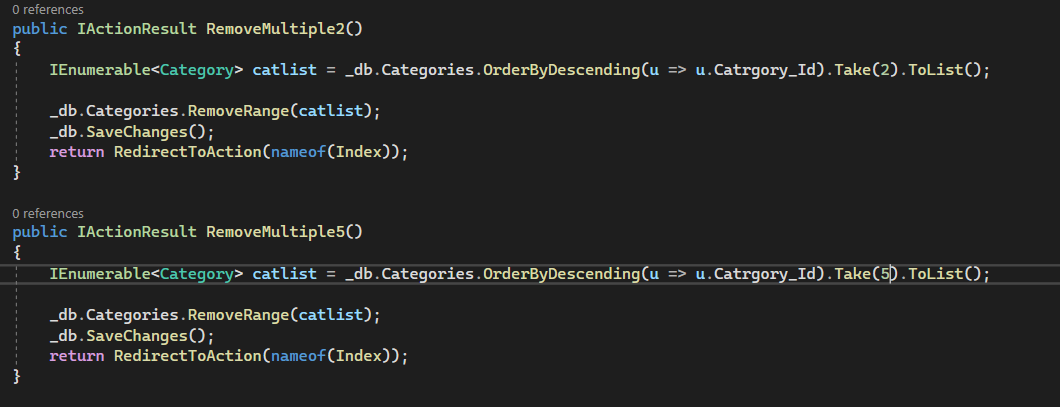 0 references
public IActionResult RemoveMultiple2()
{
IEnumerable<Category> catlist = _db.Categories.OrderByDescending(u => u.Catrgory_Id).Take(2).ToList();
_db.Categories.RemoveRange(catlist);
_db.SaveChanges();
return RedirectToAction(nameof(Index));
}
0 references
public IActionResult RemoveMultiple5()
{
IEnumerable<Category> catlist = _db.Categories.OrderByDescending(u => u.Catrgory_Id).Take(5).ToList();
_db.Categories.RemoveRange(catlist);
_db.SaveChanges();
return RedirectToAction(nameof(Index));
}